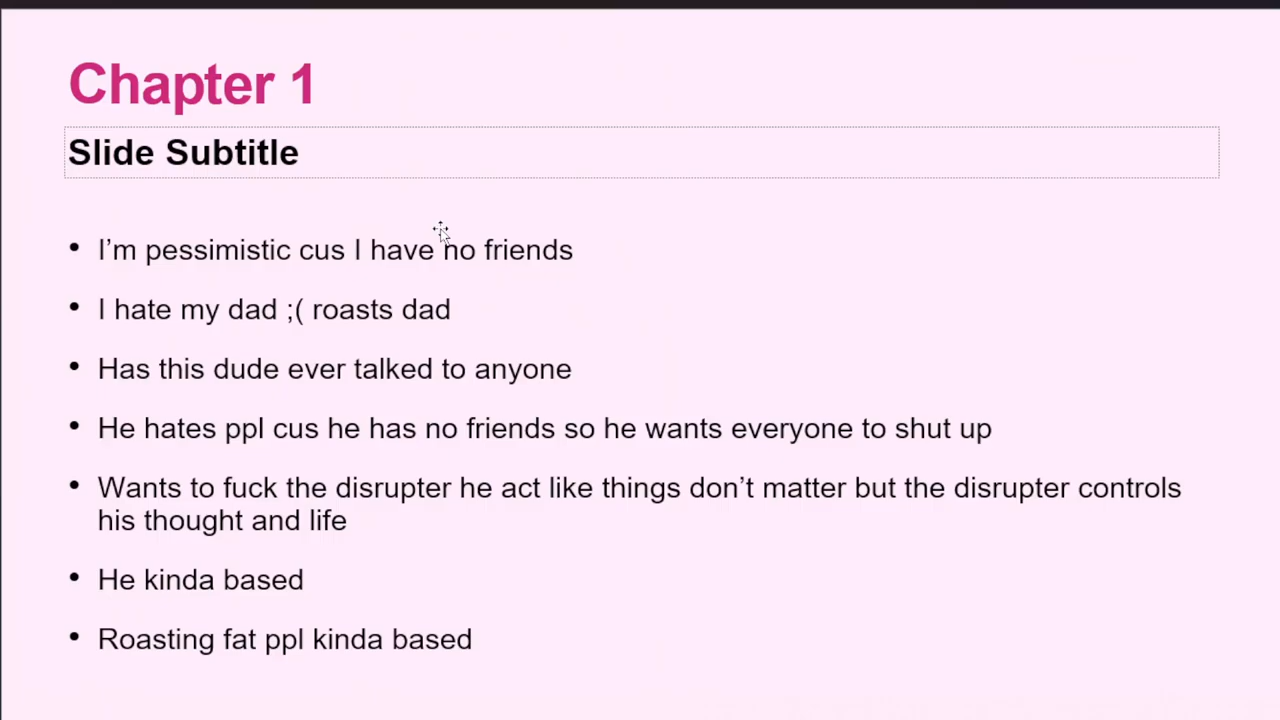 Chapter 1
Slide Subtitle
• I’m pessimistic cus I have no friends
• I hate my dad ;( roasts dad
• Has this dude ever talked to anyone
• He hates ppl cus he has no friends so he wants everyone to shut up
• Wants to fuck the disrupter he act like things don’t matter but the disrupter controls
his thought and life
• He kinda based
• Roasting fat ppl kinda based